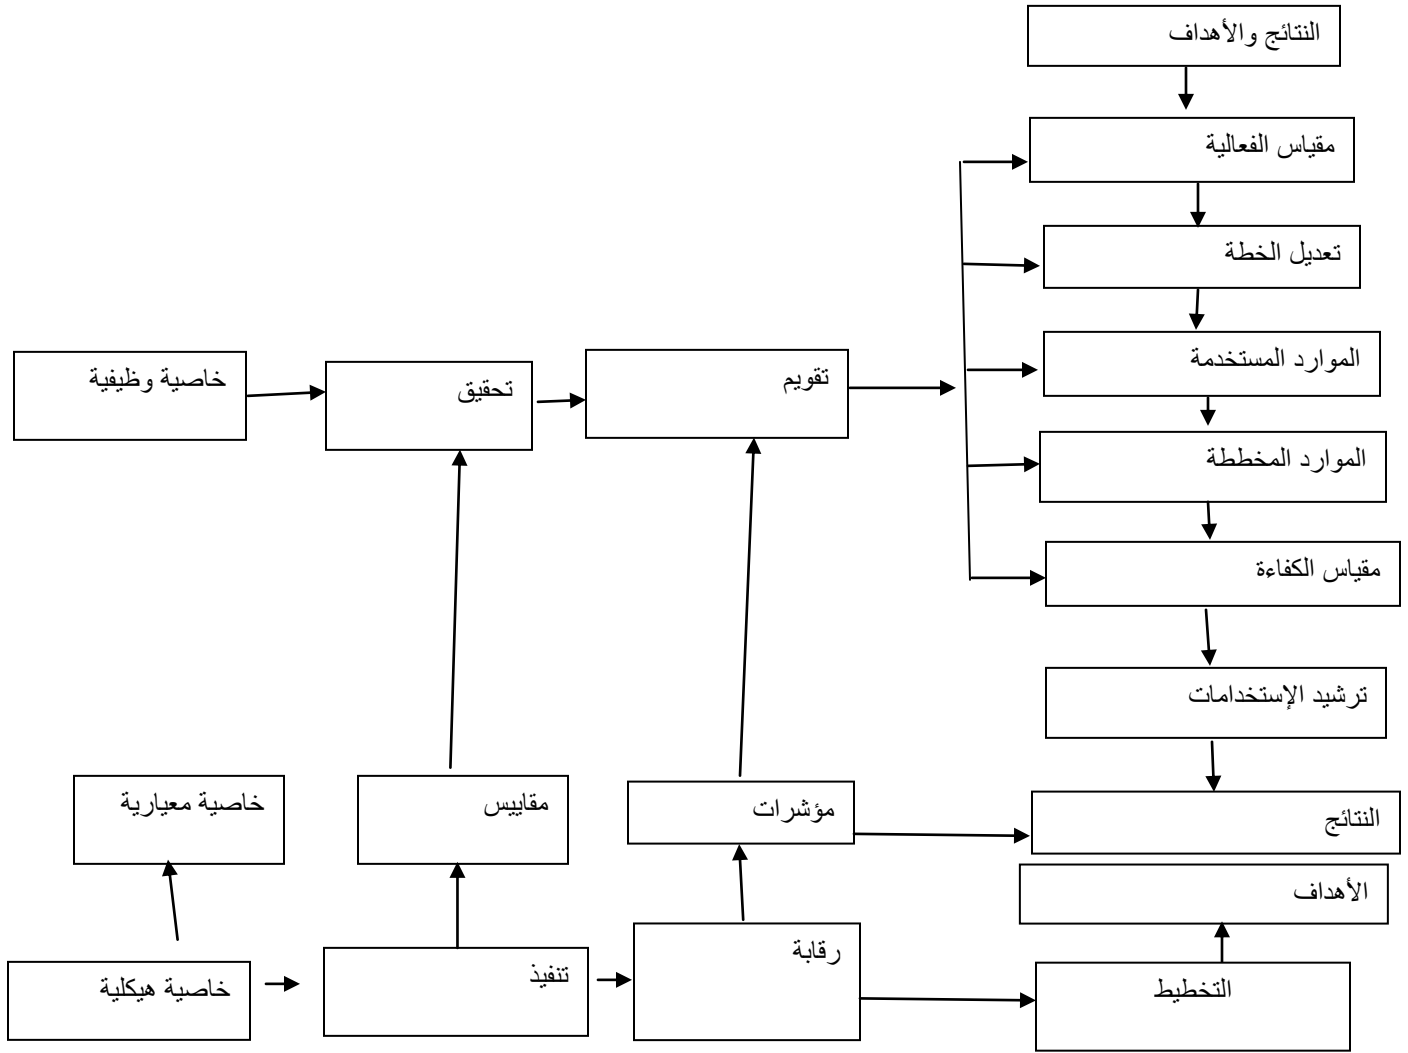 النتائج والأهداف
مقياس الفعالية
تعديل الخطة
الموارد المستخدمة
تقويم
تحقيق
خاصية وظيفية
الموارد المخططة
مقياس الكفاءة
ترشيد الإستخدامات
النتائج
مؤشرات
مقاييس
خاصية معيارية
الأهداف
التخطيط
رقابة
تنفيذ
خاصية هيكلية